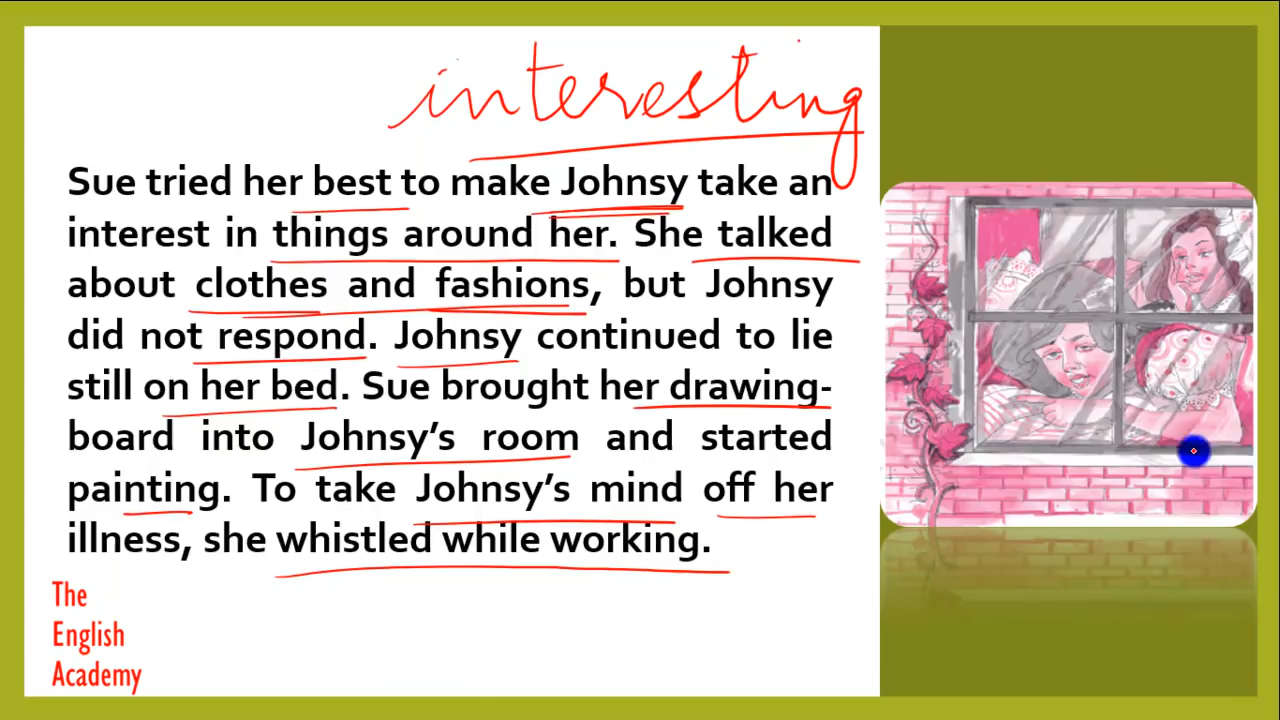 interesting
Sue tried her best to make Johnsy take an
interest in things around her. She talked
about clothes and fashions, but Johnsy
did not respond. Johnsy continued to lie
still on her bed. Sue brought her drawing-
board into Johnsy's room and started
painting. To take Johnsy's mind off her
illness, she whistled while working.
The
English
Academy